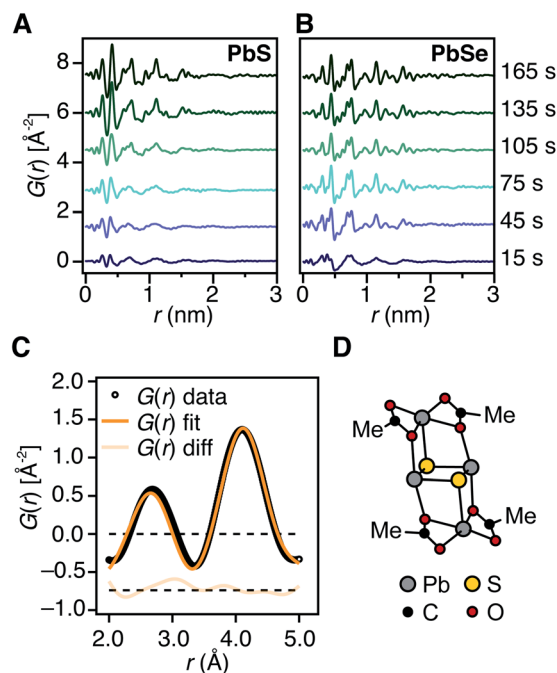 A
B
PbS
PbSe
8
6
4
2
0
G(r) [Å⁻²]
165 s
135 s
105 s
75 s
45 s
15 s
0 1 2 3
0 1 2 3
r (nm)
r (nm)
C
D
2.0
1.5
1.0
0.5
0.0
−0.5
−1.0
G(r) [Å⁻²]
G(r) data
G(r) fit
G(r) diff
2.0 3.0 4.0 5.0
r (Å)
Me
Me
Me
Me
Pb S
C O